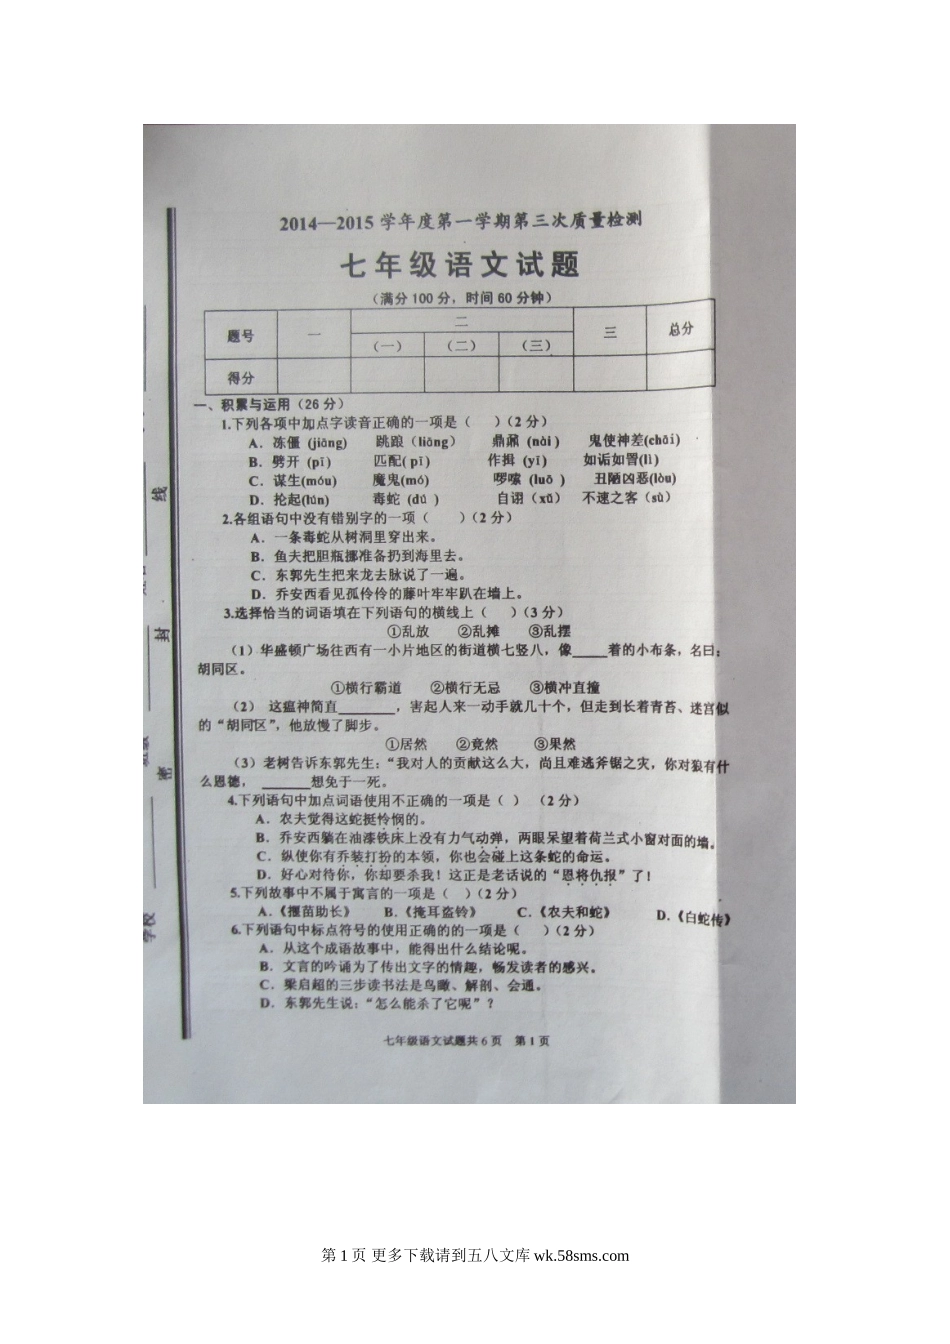 2014—2015 学年度第一学期第三次质量检测
七年级语文试题
（满分 100 分，时间 60 分钟）
题号 一 二 三 总分
（一） （二） （三）
得分
一、积累与运用（26 分）
1.下列各项中加点字读音正确的一项是（ ）（2 分）
A．冻僵 (jiāng) 跳踉（liāng） 鼎鼐 (nài ) 鬼使神差(chāi)
B．劈开 (pī) 匹配( pī) 作揖 (yī) 如诟如詈(lì)
C．谋生(móu) 魔鬼(mó) 啰嗦 (luō ) 丑陋凶恶(lòu)
D．抡起(lún) 毒蛇 (dú ) 自诩（xǔ） 不速之客（sù）
2.各组语句中没有错别字的一项（ ）（2 分）
A．一条毒蛇从树洞里穿出来。
B．鱼夫把胆瓶挪准备扔到海里去。
C．东郭先生把来龙去脉说了一遍。
D．乔安西看见孤伶伶的藤叶牢牢趴在墙上。
3.选择恰当的词语填在下列语句的横线上（ ）（3 分）
①乱放 ②乱摊 ③乱摆
（1）华盛顿广场往西有一小片地区的街道横七竖八，像____着的小布条，名曰：
胡同区。
①横行霸道 ②横行无忌 ③横冲直撞
（2） 这瘟神简直______，害起人来一动手就几十个，但走到长着青苔、迷宫似
的“胡同区”，他放慢了脚步。
①居然 ②竟然 ③果然
（3）老树告诉东郭先生：“我对人的贡献这么大，尚且难逃斧锯之灾，你对狼有什
么恩德，______想免于一死。
4.下列语句中加点词语使用不正确的一项是（ ） （2 分）
A．农夫觉得这蛇挺怜悯的。
B．乔安西躺在油漆铁床上没有力气动弹，两眼呆望着荷兰式小窗对面的墙。
C．纵使你有乔装打扮的本领，你也会碰上这条蛇的命运。
D．好心对待你，你却要杀我！这正是老话说的“恩将仇报”了！
5.下列故事中不属于寓言的一项是（ ）（2 分）
A.《揠苗助长》 B.《掩耳盗铃》 C.《农夫和蛇》 D.《白蛇传》
6.下列语句中标点符号的使用正确的的一项是（ ）（2 分）
A．从这个成语故事中，能得出什么结论呢。
B．文言的吟诵为了传出文字的情趣，畅发读者的感兴。
C．梁启超的三步读书法是鸟瞰、解剖、会通。
D．东郭先生说：“怎么能杀了它呢”？
七年级语文试题共 6 页 第 1 页
线
封
密
学校
第 1 页 更多下载请到五八文库 wk.58sms.com